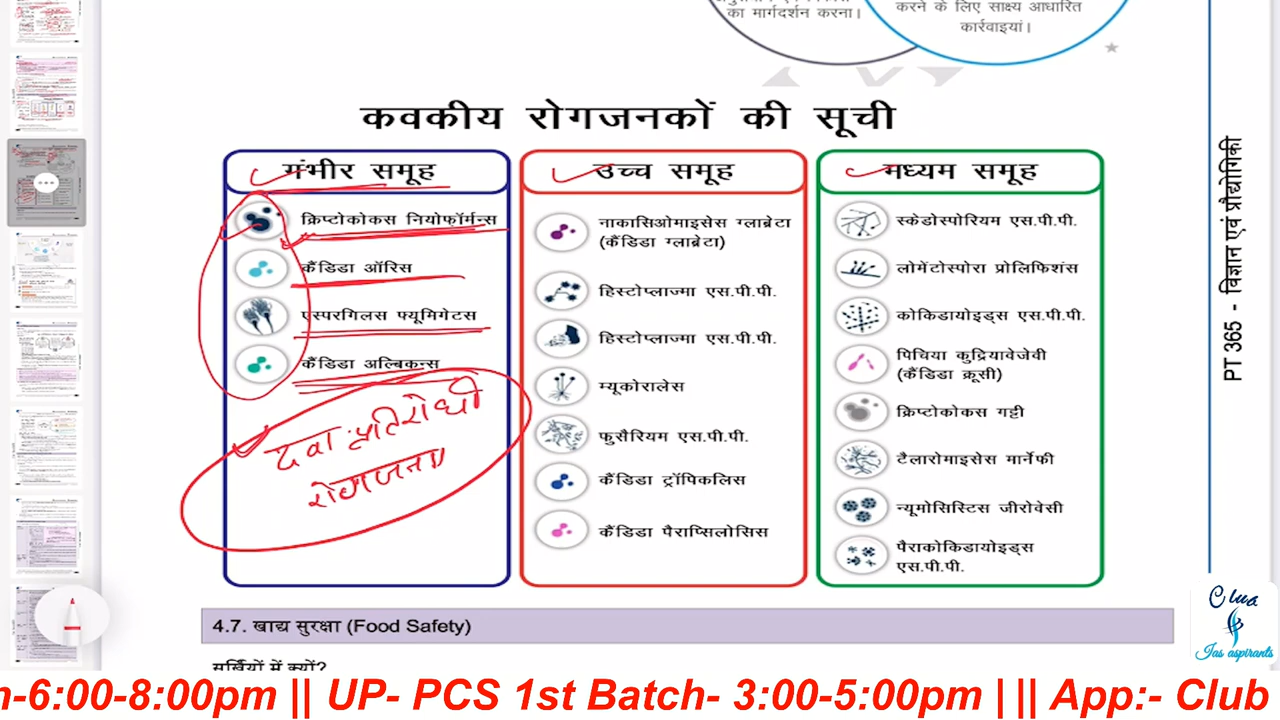 का मार्गदर्शन करना।
करने के लिए साक्ष्य आधारित
कार्रवाइयां।
कवकीय रोगजनकों की सूची
गंभीर समूह
क्रिप्टोकोकस नियोफॉर्मन्स
कैंडिडा ऑरिस
एस्परगिलस फ्यूमिगेटस
कैंडिडा अल्बिकन्स
दवा प्रतिरोधी
रोगजनक
उच्च समूह
नाकासिओमाइसेस ग्लाब्रेटा
(कैंडिडा ग्लाब्रेटा)
हिस्टोप्लाज्मा एस.पी.पी.
हिस्टोप्लाज्मा एस.पी.पी.
म्यूकोरालेस
फुसैरियम एस.पी.पी.
कैंडिडा ट्रॉपिकलिस
कैंडिडा पैराप्सिलोसिस
मध्यम समूह
स्केडोस्पोरियम एस.पी.पी.
लोमेंटोस्पोरा प्रोलिफिशंस
कोकिडायोइड्स एस.पी.पी.
पिचिया कुद्रियावेजेवी
(कैंडिडा क्रूसी)
क्रिप्टोकोकस गट्टी
टैलारोमाइसेस मार्नेफी
न्यूमोसिस्टिस जीरोवेसी
पैराकोकिडायोइड्स
एस.पी.पी.
PT 365 - विज्ञान एवं प्रौद्योगिकी
4.7. खाद्य सुरक्षा (Food Safety)
सुर्खियों में क्यों?
Club
Ias aspirants
-6:00-8:00pm || UP- PCS 1st Batch- 3:00-5:00pm | || App:- Club